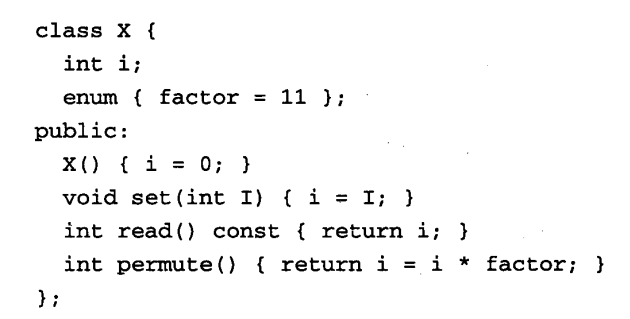 class X {
  int i;
  enum { factor = 11 };
public:
  X() { i = 0; }
  void set(int I) { i = I; }
  int read() const { return i; }
  int permute() { return i = i * factor; }
};